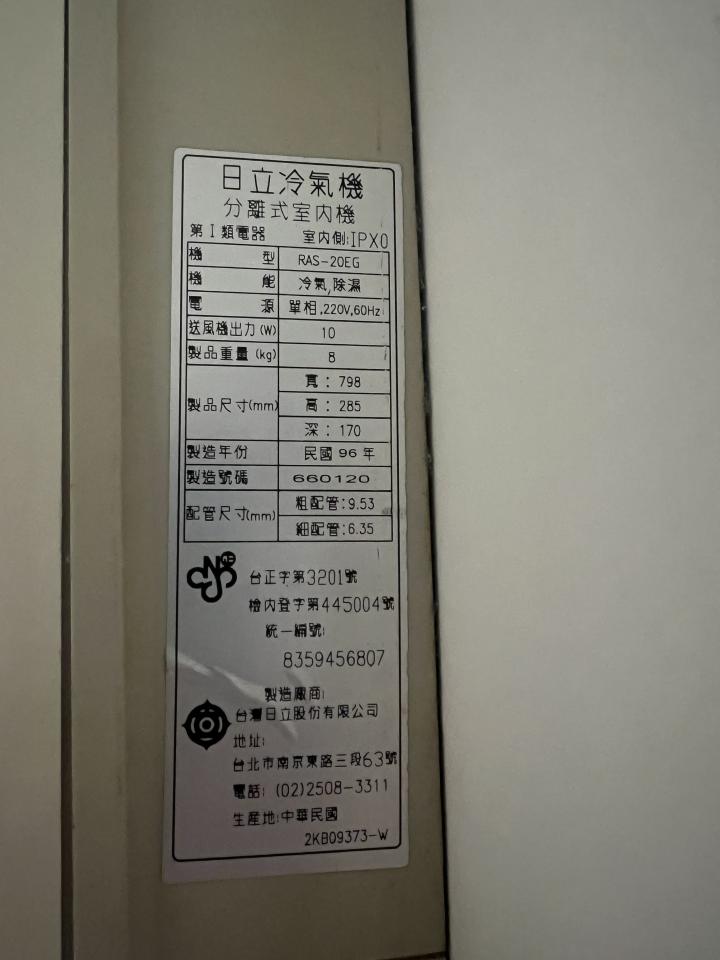 日立冷氣機
分離式室內機
第I類電器 室內側:IPX0
機型 RAS-20EG
機能 冷氣,除濕
電源 單相,220V,60Hz
送風機出力(W) 10
製品重量(kg) 8
製品尺寸(mm) 寬：798
高：285
深：170
製造年份 民國96年
製造號碼 660120
配管尺寸(mm) 粗配管:9.53
細配管:6.35
台正字第3201號
檢內登字第445004號
統一編號:
8359456807
製造廠商:
台灣日立股份有限公司
地址:
台北市南京東路三段63號
電話:(02)2508-3311
生產地:中華民國
2KB09373-W